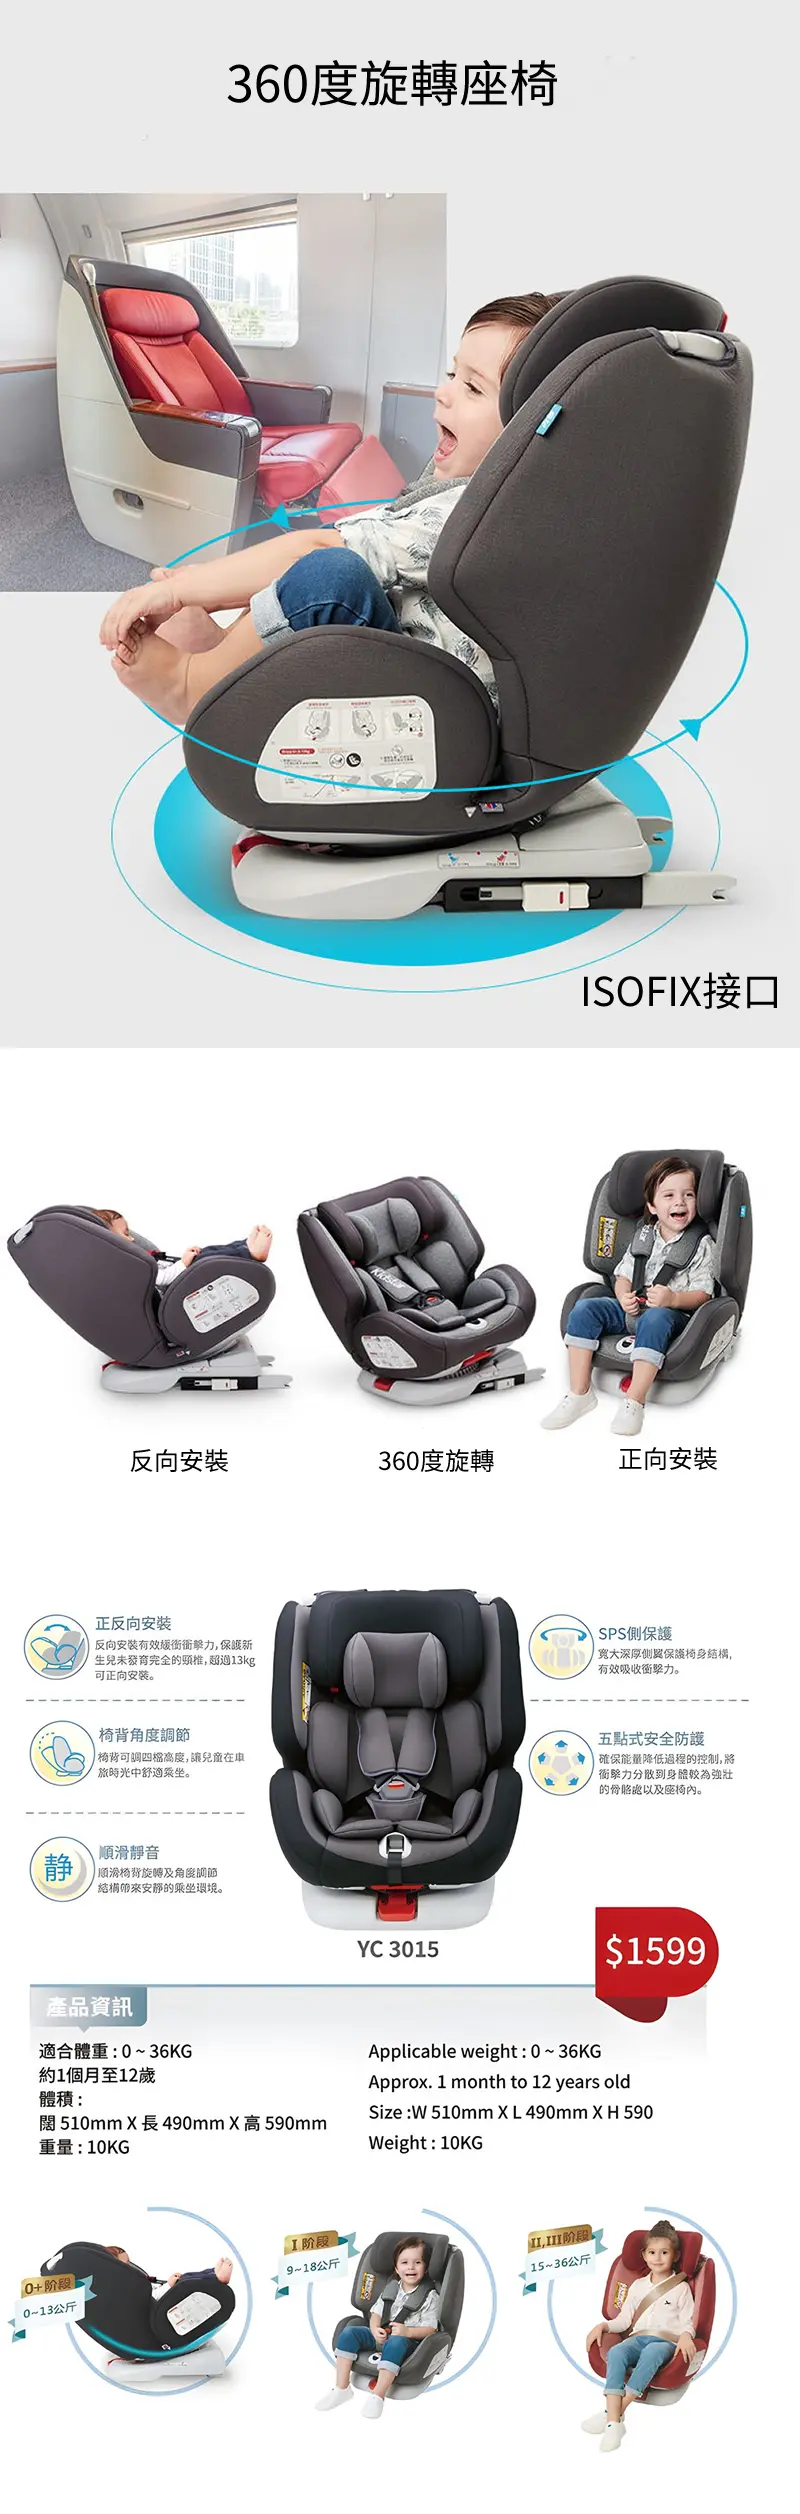 360度旋轉座椅
ISOFIX接口
反向安裝
360度旋轉
正向安裝
正反向安裝
反向安裝有效緩衝衝擊力,保護新
生兒未發育完全的頸椎,超過13kg
可正向安裝。
椅背角度調節
椅背可調四檔高度,讓兒童在車
旅時光中舒適乘坐。
静
順滑靜音
順滑椅背旋轉及角度調節
結構帶來安靜的乘坐環境。
SPS側保護
寬大深厚側翼保護椅身結構,
有效吸收衝擊力。
五點式安全防護
確保能量降低過程的控制,將
衝擊力分散到身體較為強壯
的骨骼處以及座椅內。
YC 3015
$1599
產品資訊
適合體重 : 0 ~ 36KG
約1個月至12歲
體積 :
闊 510mm X 長 490mm X 高 590mm
重量 : 10KG
Applicable weight : 0 ~ 36KG
Approx. 1 month to 12 years old
Size :W 510mm X L 490mm X H 590
Weight : 10KG
0+阶段
0~13公斤
I 阶段
9~18公斤
II,III阶段
15~36公斤